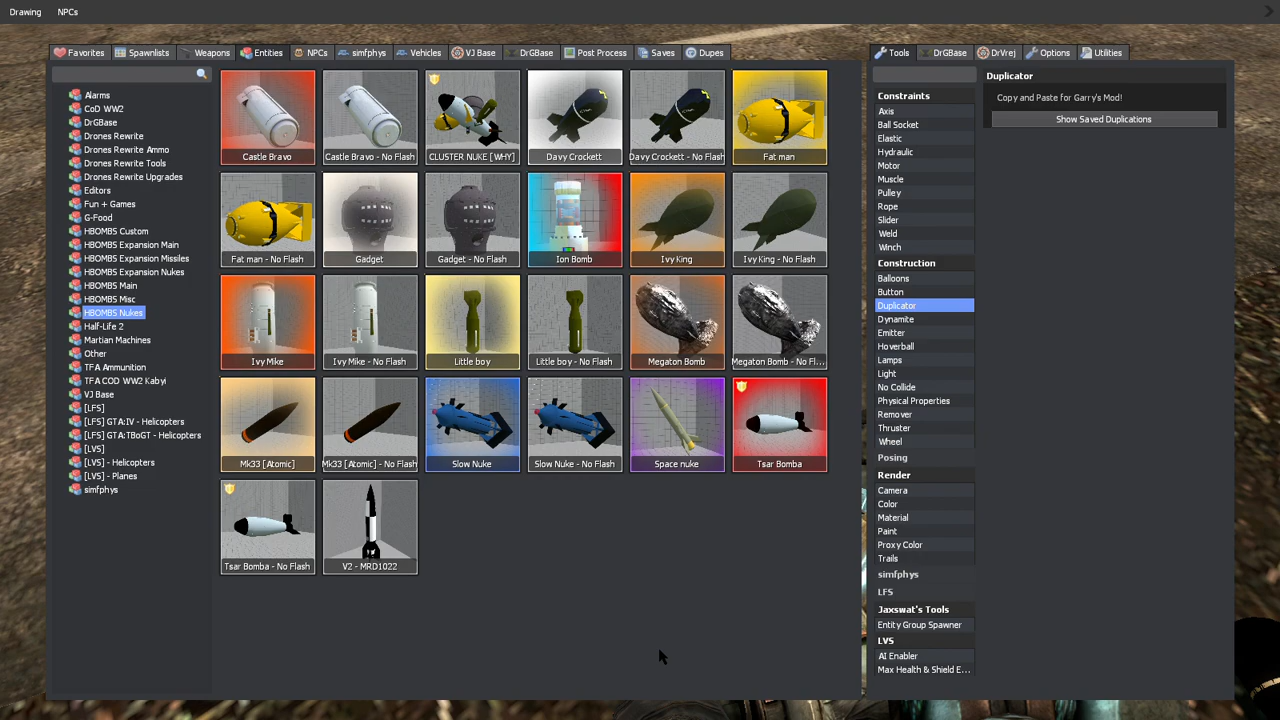 Drawing NPCs
Favorites Spawnlists Weapons Entities NPCs simfphys Vehicles VJ Base DrGBase Post Process Saves Dupes
Alarms
CoD WW2
DrGBase
Drones Rewrite
Drones Rewrite Ammo
Drones Rewrite Tools
Drones Rewrite Upgrades
Editors
Fun + Games
G-Food
HBOMBS Custom
HBOMBS Expansion Main
HBOMBS Expansion Missiles
HBOMBS Expansion Nukes
HBOMBS Main
HBOMBS Misc
HBOMBS Nukes
Half-Life 2
Martian Machines
Other
TFA Ammunition
TFA COD WW2 Kabyi
VJ Base
[LFS]
[LFS] GTA:IV - Helicopters
[LFS] GTA:TBoGT - Helicopters
[LVS]
[LVS] - Helicopters
[LVS] - Planes
simfphys
Castle Bravo
Castle Bravo - No Flash
CLUSTER NUKE [WHY]
Davy Crockett
Davy Crockett - No Flash
Fat man
Fat man - No Flash
Gadget
Gadget - No Flash
Ion Bomb
Ivy King
Ivy King - No Flash
Ivy Mike
Ivy Mike - No Flash
Little boy
Little boy - No Flash
Megaton Bomb
Megaton Bomb - No Fl...
Mk33 [Atomic]
Mk33 [Atomic] - No Flash
Slow Nuke
Slow Nuke - No Flash
Space nuke
Tsar Bomba
Tsar Bomba - No Flash
V2 - MRD1022
Tools DrGBase DrVrej Options Utilities
Constraints
Axis
Ball Socket
Elastic
Hydraulic
Motor
Muscle
Pulley
Rope
Slider
Weld
Winch
Construction
Balloons
Button
Duplicator
Dynamite
Emitter
Hoverball
Lamps
Light
No Collide
Physical Properties
Remover
Thruster
Wheel
Posing
Render
Camera
Color
Material
Paint
Proxy Color
Trails
simfphys
LFS
Jaxswat's Tools
Entity Group Spawner
LVS
AI Enabler
Max Health & Shield E...
Duplicator
Copy and Paste for Garry's Mod!
Show Saved Duplications